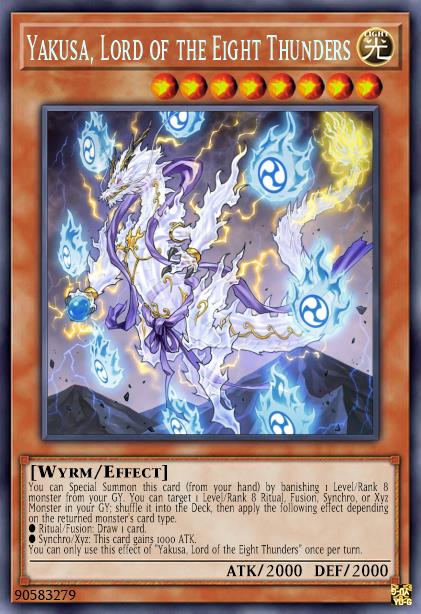 YAKUSA, LORD OF THE EIGHT THUNDERS
LIGHT
光
[WYRM/EFFECT]
You can Special Summon this card (from your hand) by banishing 1 Level/Rank 8
monster from your GY. You can target 1 Level/Rank 8 Ritual, Fusion, Synchro, or Xyz
Monster in your GY; shuffle it into the Deck, then apply the following effect depending
on the returned monster's card type.
● Ritual/Fusion: Draw 1 card.
● Synchro/Xyz: This card gains 1000 ATK.
You can only use this effect of "Yakusa, Lord of the Eight Thunders" once per turn.
ATK/2000 DEF/2000
90583279